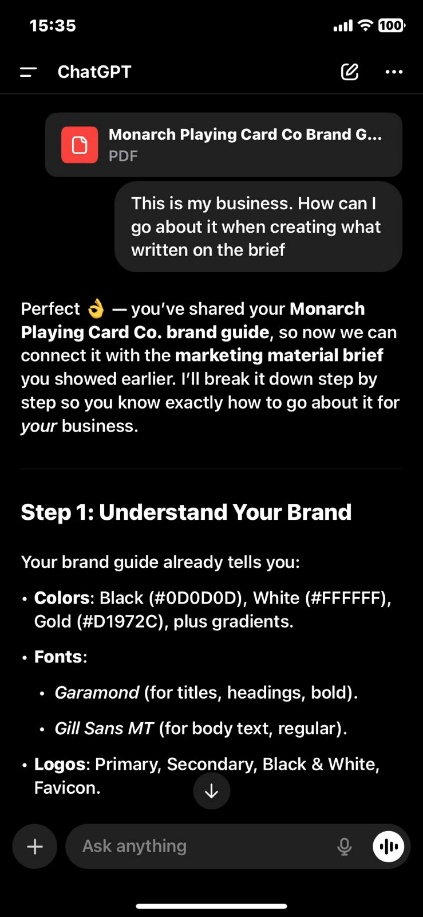 15:35
100
ChatGPT
Monarch Playing Card Co Brand G...
PDF
This is my business. How can I
go about it when creating what
written on the brief
Perfect 👌 — you’ve shared your Monarch
Playing Card Co. brand guide, so now we can
connect it with the marketing material brief
you showed earlier. I’ll break it down step by
step so you know exactly how to go about it for
your business.
Step 1: Understand Your Brand
Your brand guide already tells you:
• Colors: Black (#0D0D0D), White (#FFFFFF),
Gold (#D1972C), plus gradients.
• Fonts:
• Garamond (for titles, headings, bold).
• Gill Sans MT (for body text, regular).
• Logos: Primary, Secondary, Black & White,
Favicon.
Ask anything